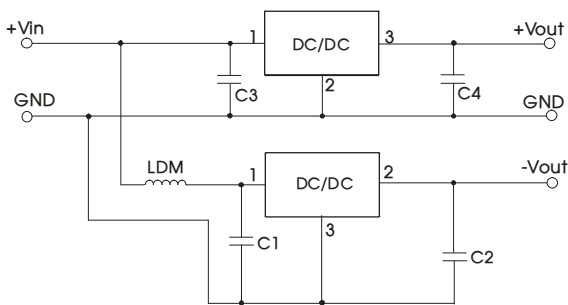 +Vin 1 DC/DC 3 +Vout
C3 2 C4
GND GND
LDM 1 DC/DC 2 -Vout
C1 3 C2